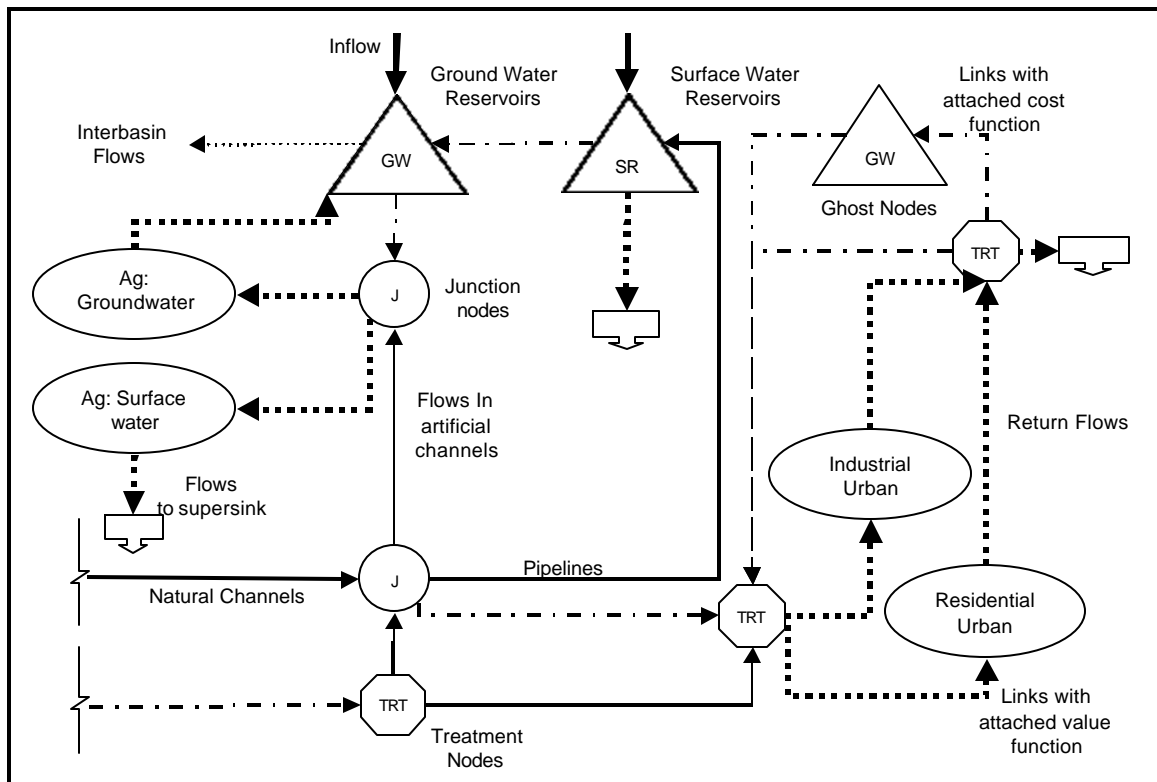 Inflow
Ground Water
Reservoirs
Surface Water
Reservoirs
Links with
attached cost
function
Interbasin
Flows
GW
SR
GW
Ghost Nodes
TRT
Ag:
Groundwater
J
Junction
nodes
Ag: Surface
water
Flows In
artificial
channels
Return Flows
Industrial
Urban
Flows
to supersink
Natural Channels
J
Pipelines
TRT
Residential
Urban
TRT
Treatment
Nodes
Links with
attached value
function